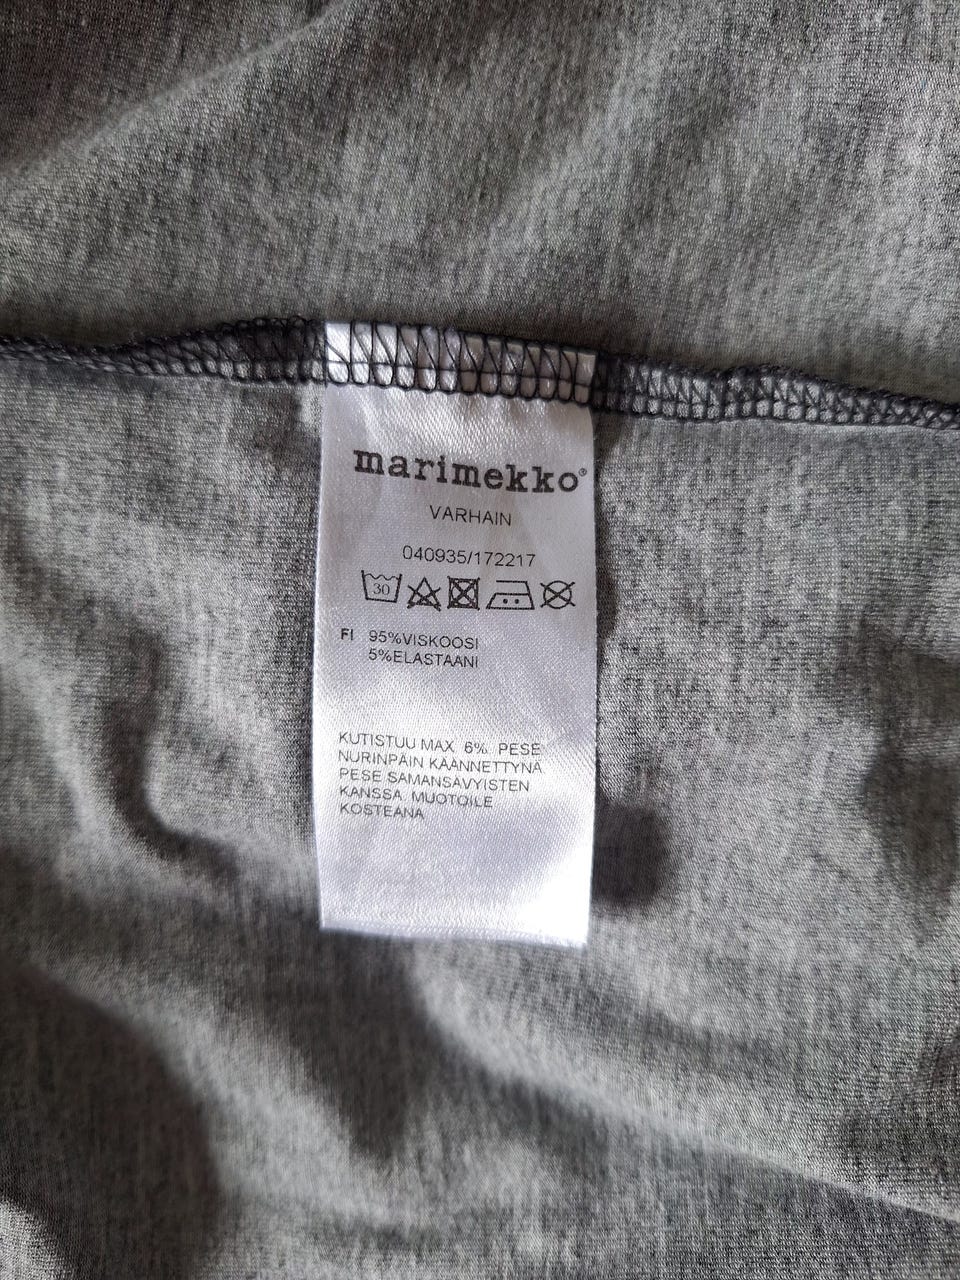 marimekko®
VARHAIN
040935/172217
30
FI 95%VISKOOSI
5%ELASTAANI
KUTISTUU MAX 6% PESE
NURINPÄIN KÄÄNNETTYNÄ
PESE SAMANSÄVYISTEN
KANSSA. MUOTOILE
KOSTEANA